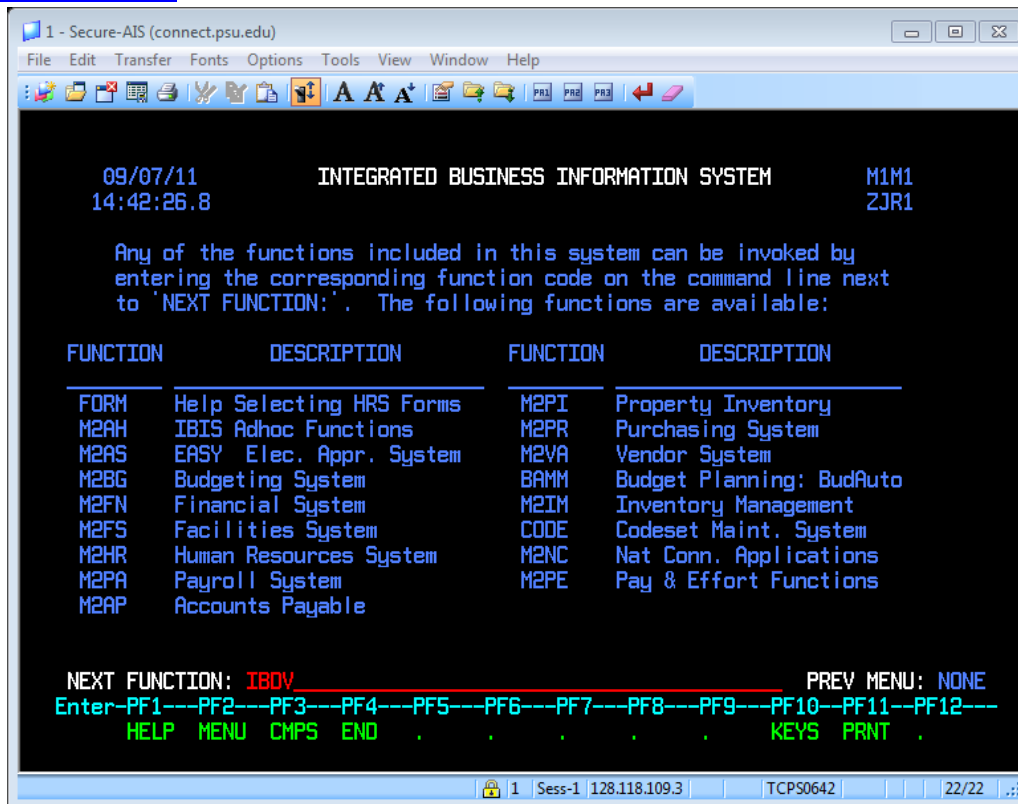 1 - Secure-AIS (connect.psu.edu)
File Edit Transfer Fonts Options Tools View Window Help
A A A PA1 PA2 PA3
09/07/11 INTEGRATED BUSINESS INFORMATION SYSTEM M1M1
14:42:26.8 ZJR1
Any of the functions included in this system can be invoked by
entering the corresponding function code on the command line next
to 'NEXT FUNCTION:'. The following functions are available:
FUNCTION DESCRIPTION FUNCTION DESCRIPTION
FORM Help Selecting HRS Forms M2PI Property Inventory
M2AH IBIS Adhoc Functions M2PR Purchasing System
M2AS EASY Elec. Appr. System M2VA Vendor System
M2BG Budgeting System BAMM Budget Planning: BudAuto
M2FN Financial System M2IM Inventory Management
M2FS Facilities System CODE Codeset Maint. System
M2HR Human Resources System M2NC Nat Conn. Applications
M2PA Payroll System M2PE Pay & Effort Functions
M2AP Accounts Payable
NEXT FUNCTION: IBDV PREV MENU: NONE
Enter-PF1---PF2---PF3---PF4---PF5---PF6---PF7---PF8---PF9---PF10--PF11--PF12---
HELP MENU CMPS END . . . . . KEYS PRNT .
1 Sess-1 128.118.109.3 TCPS0642 22/22